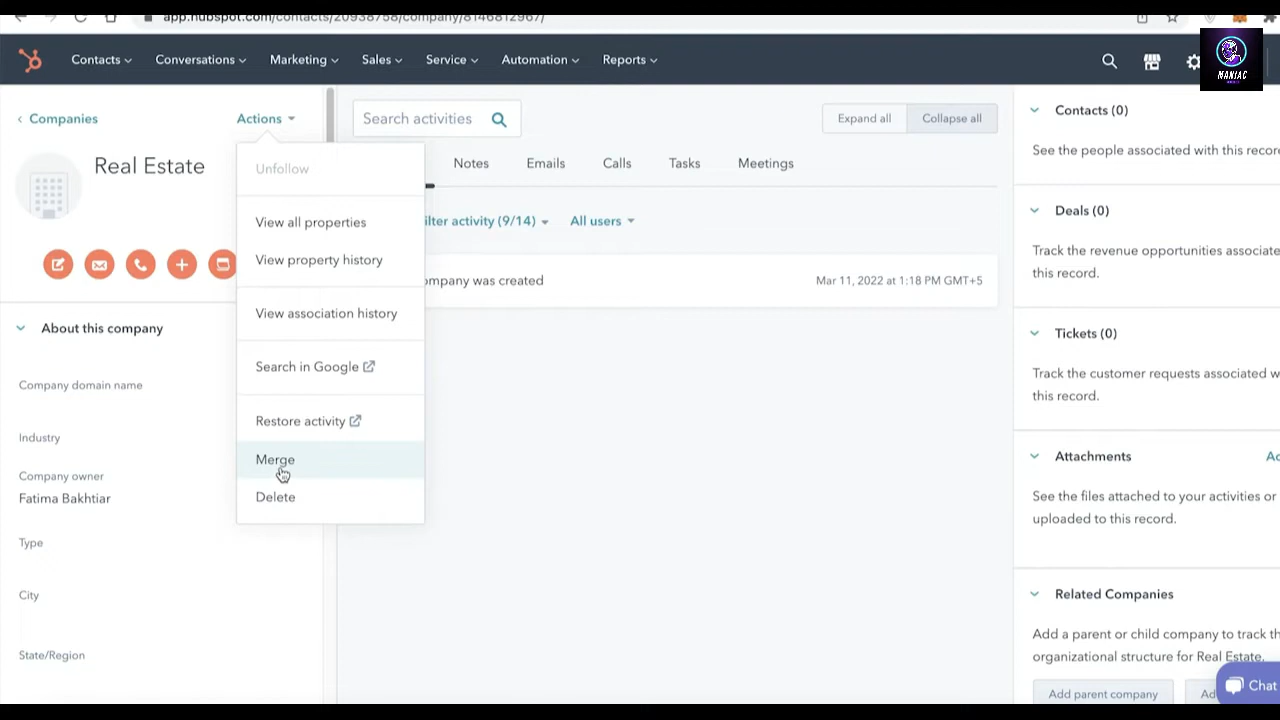 app.hubspot.com/contacts/20938758/company/8146812967/
MANIAC
Contacts
Conversations
Marketing
Sales
Service
Automation
Reports
Companies
Actions
Real Estate
Unfollow
View all properties
View property history
View association history
Search in Google
Restore activity
Merge
Delete
About this company
Company domain name
Industry
Company owner
Fatima Bakhtiar
Type
City
State/Region
Search activities
Expand all
Collapse all
Notes
Emails
Calls
Tasks
Meetings
ilter activity (9/14)
All users
ompany was created
Mar 11, 2022 at 1:18 PM GMT+5
Contacts (0)
See the people associated with this recor
Deals (0)
Track the revenue opportunities associate
this record.
Tickets (0)
Track the customer requests associated w
this record.
Attachments
Ac
See the files attached to your activities or
uploaded to this record.
Related Companies
Add a parent or child company to track th
organizational structure for Real Estate.
Add parent company
Ad
Chat